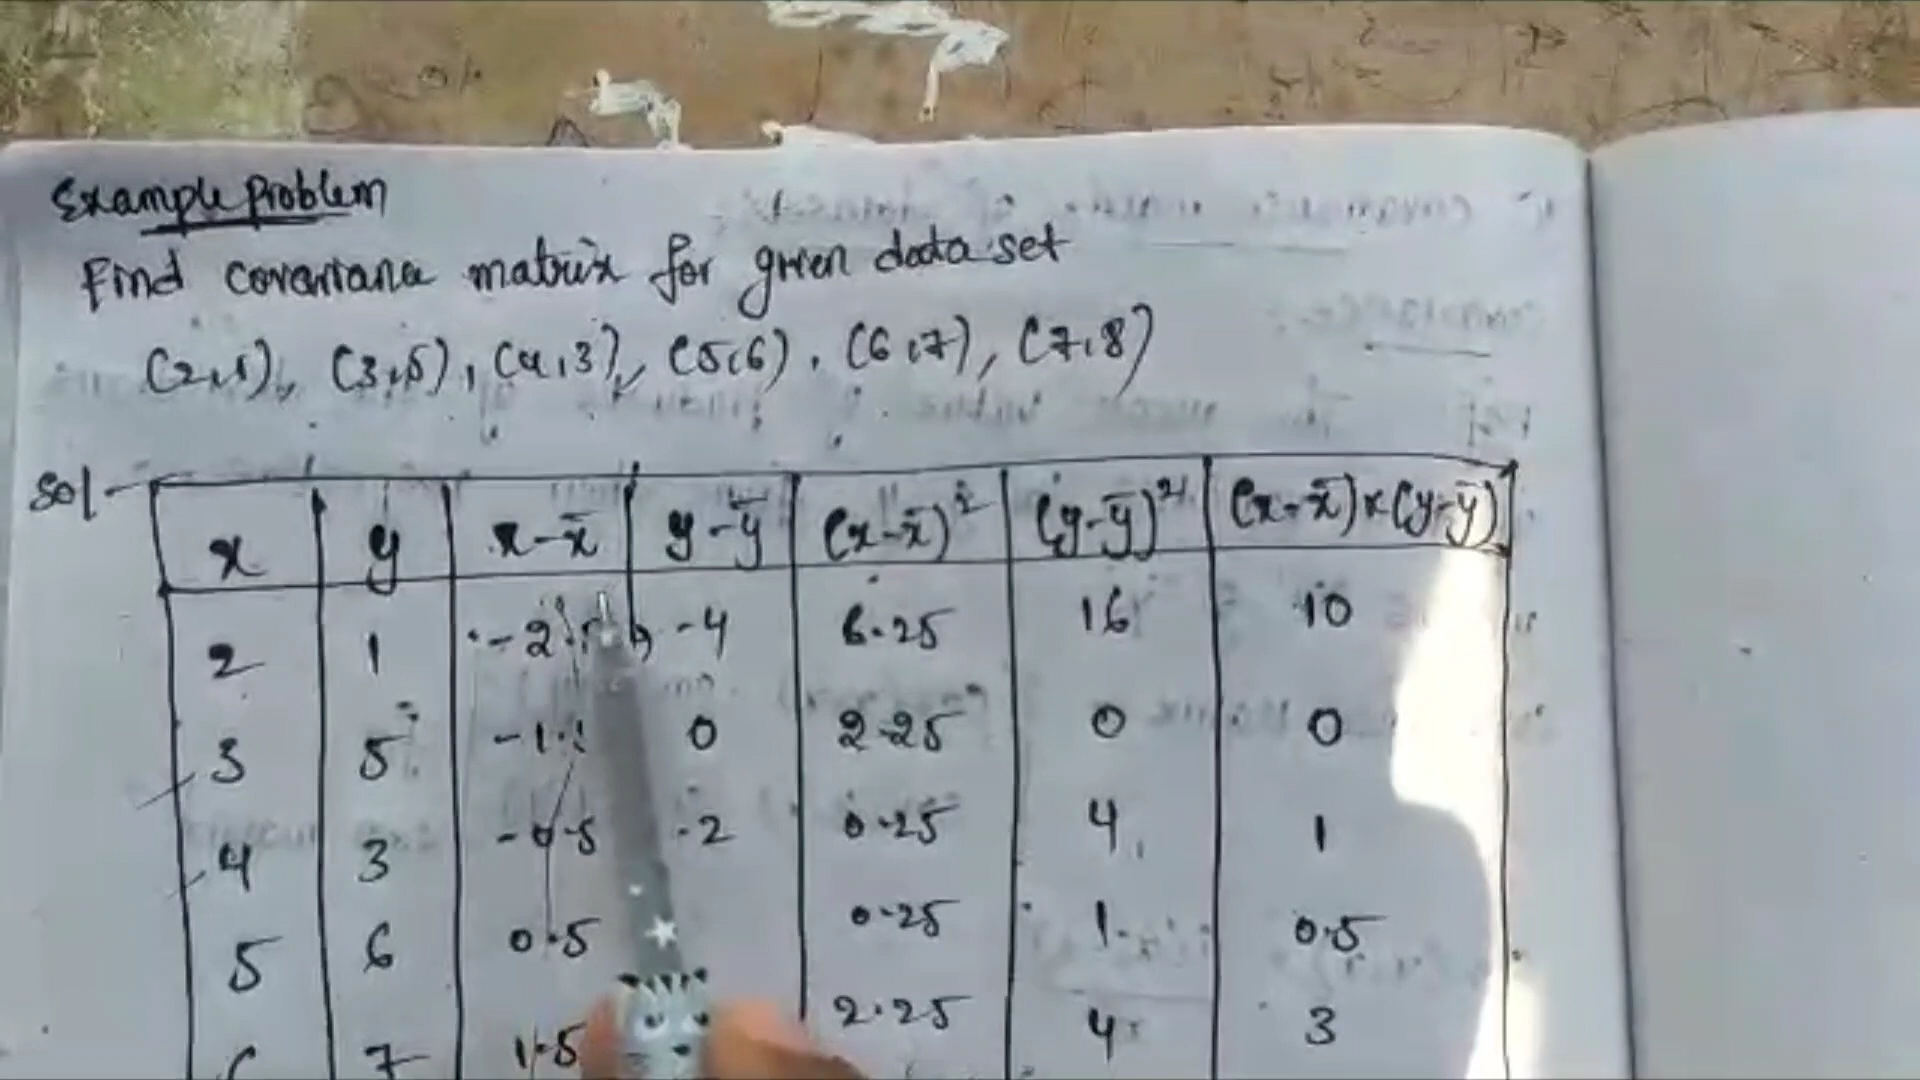 Example problem
Find covariance matrix for given data set
(2,1), (3,5), (4,3), (5,6), (6,7), (7,8)
Sol -
x y x-x̄ y-ȳ (x-x̄)² (y-ȳ)² (x-x̄)×(y-ȳ)
2 1 -4 6.25 16 10
3 5 0 2.25 0 0
4 3 -0.5 -2 0.25 4 1
5 6 0.5 0.25 1 0.5
7 1.5 2.25 4 3